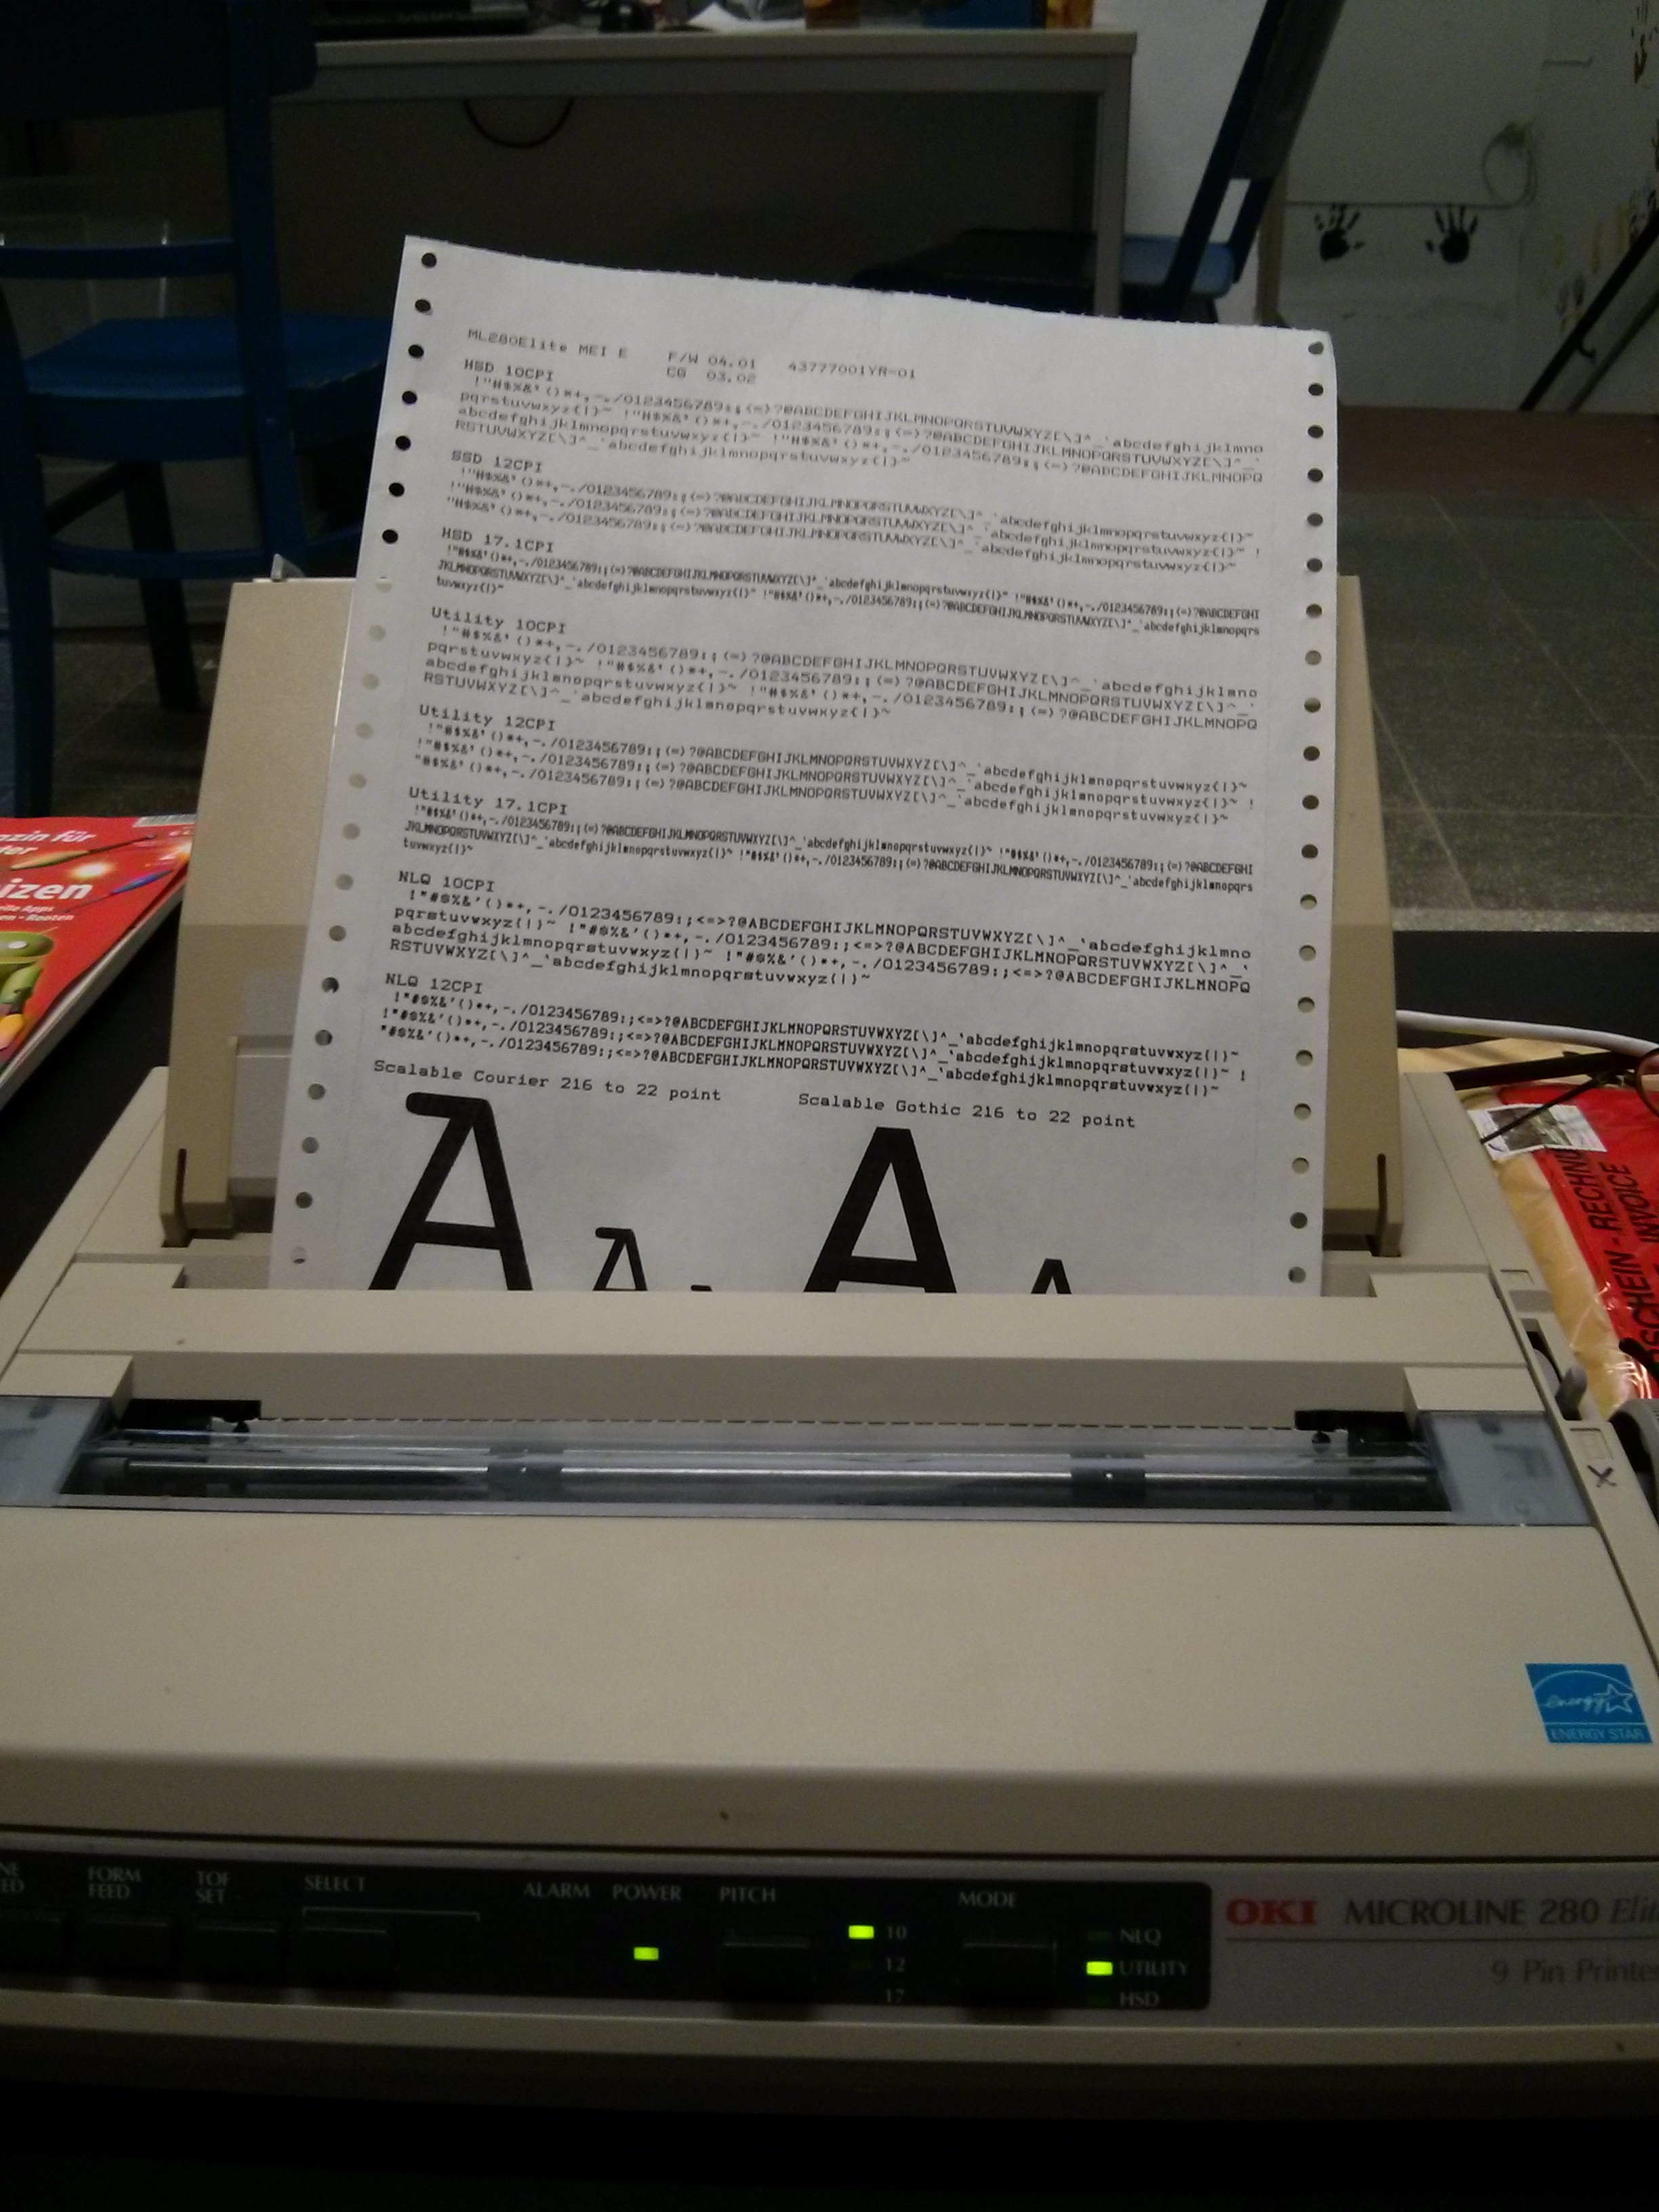 ML280Elite MEI E F/W 04.01 43777001YR-01
CG 03.02
HSD 10CPI
!"#$%&'()*+,-./0123456789:;<=>?@ABCDEFGHIJKLMNOPQRSTUVWXYZ[\]^_`abcdefghijklmno
pqrstuvwxyz{|}~ !"#$%&'()*+,-./0123456789:;<=>?@ABCDEFGHIJKLMNOPQRSTUVWXYZ[\]^_`
abcdefghijklmnopqrstuvwxyz{|}~ !"#$%&'()*+,-./0123456789:;<=>?@ABCDEFGHIJKLMNOPQ
RSTUVWXYZ[\]^_`abcdefghijklmnopqrstuvwxyz{|}~
SSD 12CPI
!"#$%&'()*+,-./0123456789:;<=>?@ABCDEFGHIJKLMNOPQRSTUVWXYZ[\]^_`abcdefghijklmnopqrstuvwxyz{|}~
!"#$%&'()*+,-./0123456789:;<=>?@ABCDEFGHIJKLMNOPQRSTUVWXYZ[\]^_`abcdefghijklmnopqrstuvwxyz{|}~ !
"#$%&'()*+,-./0123456789:;<=>?@ABCDEFGHIJKLMNOPQRSTUVWXYZ[\]^_`abcdefghijklmnopqrstuvwxyz{|}~
HSD 17.1CPI
!"#$%&'()*+,-./0123456789:;<=>?@ABCDEFGHIJKLMNOPQRSTUVWXYZ[\]^_`abcdefghijklmnopqrstuvwxyz{|}~ !"#$%&'()*+,-./0123456789:;<=>?@ABCDEFGHI
JKLMNOPQRSTUVWXYZ[\]^_`abcdefghijklmnopqrstuvwxyz{|}~ !"#$%&'()*+,-./0123456789:;<=>?@ABCDEFGHIJKLMNOPQRSTUVWXYZ[\]^_`abcdefghijklmnopqrs
tuvwxyz{|}~
Utility 10CPI
!"#$%&'()*+,-./0123456789:;<=>?@ABCDEFGHIJKLMNOPQRSTUVWXYZ[\]^_`abcdefghijklmno
pqrstuvwxyz{|}~ !"#$%&'()*+,-./0123456789:;<=>?@ABCDEFGHIJKLMNOPQRSTUVWXYZ[\]^_`
abcdefghijklmnopqrstuvwxyz{|}~ !"#$%&'()*+,-./0123456789:;<=>?@ABCDEFGHIJKLMNOPQ
RSTUVWXYZ[\]^_`abcdefghijklmnopqrstuvwxyz{|}~
Utility 12CPI
!"#$%&'()*+,-./0123456789:;<=>?@ABCDEFGHIJKLMNOPQRSTUVWXYZ[\]^_`abcdefghijklmnopqrstuvwxyz{|}~
!"#$%&'()*+,-./0123456789:;<=>?@ABCDEFGHIJKLMNOPQRSTUVWXYZ[\]^_`abcdefghijklmnopqrstuvwxyz{|}~ !
"#$%&'()*+,-./0123456789:;<=>?@ABCDEFGHIJKLMNOPQRSTUVWXYZ[\]^_`abcdefghijklmnopqrstuvwxyz{|}~
Utility 17.1CPI
!"#$%&'()*+,-./0123456789:;<=>?@ABCDEFGHIJKLMNOPQRSTUVWXYZ[\]^_`abcdefghijklmnopqrstuvwxyz{|}~ !"#$%&'()*+,-./0123456789:;<=>?@ABCDEFGHI
JKLMNOPQRSTUVWXYZ[\]^_`abcdefghijklmnopqrstuvwxyz{|}~ !"#$%&'()*+,-./0123456789:;<=>?@ABCDEFGHIJKLMNOPQRSTUVWXYZ[\]^_`abcdefghijklmnopqrs
tuvwxyz{|}~
NLQ 10CPI
!"#$%&'()*+,-./0123456789:;<=>?@ABCDEFGHIJKLMNOPQRSTUVWXYZ[\]^_`abcdefghijklmno
pqrstuvwxyz{|}~ !"#$%&'()*+,-./0123456789:;<=>?@ABCDEFGHIJKLMNOPQRSTUVWXYZ[\]^_`
abcdefghijklmnopqrstuvwxyz{|}~ !"#$%&'()*+,-./0123456789:;<=>?@ABCDEFGHIJKLMNOPQ
RSTUVWXYZ[\]^_`abcdefghijklmnopqrstuvwxyz{|}~
NLQ 12CPI
!"#$%&'()*+,-./0123456789:;<=>?@ABCDEFGHIJKLMNOPQRSTUVWXYZ[\]^_`abcdefghijklmnopqrstuvwxyz{|}~
!"#$%&'()*+,-./0123456789:;<=>?@ABCDEFGHIJKLMNOPQRSTUVWXYZ[\]^_`abcdefghijklmnopqrstuvwxyz{|}~ !
"#$%&'()*+,-./0123456789:;<=>?@ABCDEFGHIJKLMNOPQRSTUVWXYZ[\]^_`abcdefghijklmnopqrstuvwxyz{|}~
Scalable Courier 216 to 22 point Scalable Gothic 216 to 22 point
A A A A
für
RECHNU
INVOICE
X
energy
ENERGY STAR
FORM FEED
TOF SET
SELECT
ALARM POWER PITCH MODE
10
12
17
NLQ
UTILITY
HSD
OKI MICROLINE 280
9 Pin